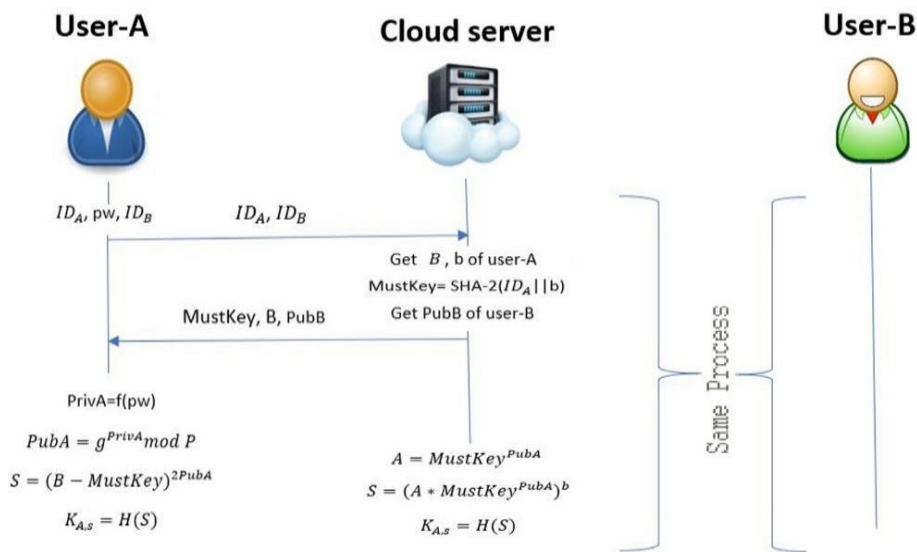 User-A
Cloud server
User-B
𝐼𝐷_A, pw, 𝐼𝐷_B
𝐼𝐷_A, 𝐼𝐷_B
Get B , b of user-A
MustKey= SHA-2(𝐼𝐷_A||b)
Get PubB of user-B
MustKey, B, PubB
PrivA=f(pw)
PubA = g^PrivA mod P
S = (B − MustKey)^2PubA
K_A,s = H(S)
A = MustKey^PubA
S = (A * MustKey^PubA)^b
K_A,s = H(S)
Same Process